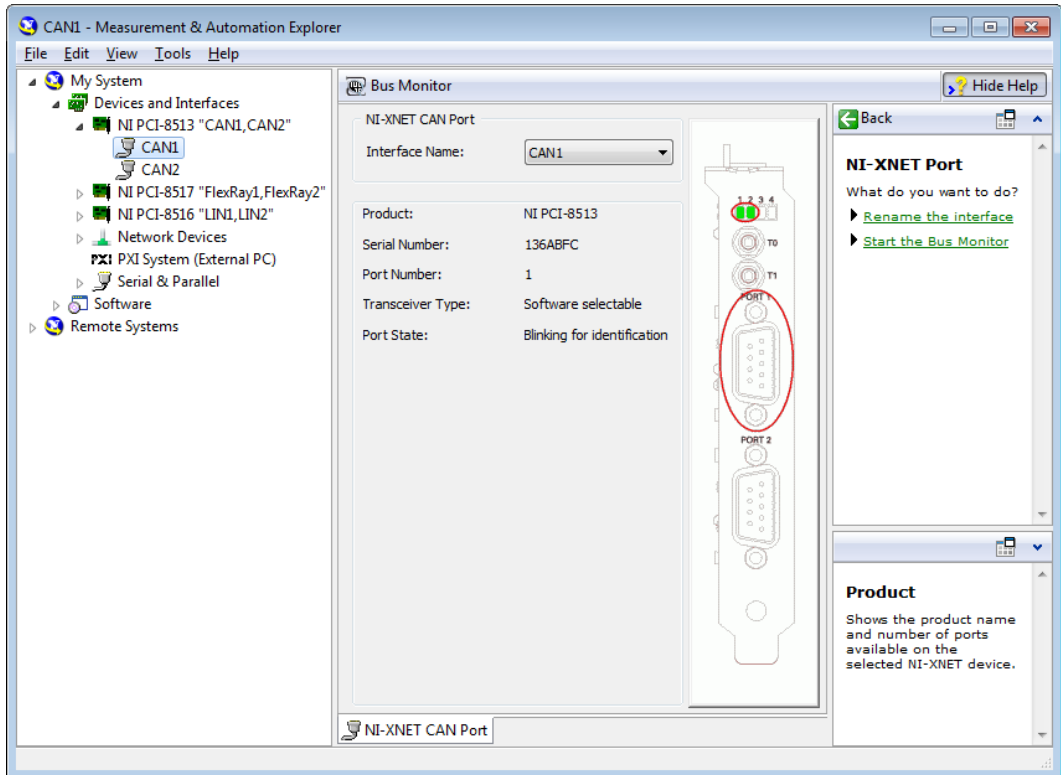 CAN1 - Measurement & Automation Explorer
File Edit View Tools Help
My System
Devices and Interfaces
NI PCI-8513 "CAN1,CAN2"
CAN1
CAN2
NI PCI-8517 "FlexRay1,FlexRay2"
NI PCI-8516 "LIN1,LIN2"
Network Devices
PXI PXI System (External PC)
Serial & Parallel
Software
Remote Systems
Bus Monitor
Hide Help
NI-XNET CAN Port
Interface Name: CAN1
Product: NI PCI-8513
Serial Number: 136ABFC
Port Number: 1
Transceiver Type: Software selectable
Port State: Blinking for identification
1 2 3 4
T0
T1
PORT 1
PORT 2
NI-XNET CAN Port
Back
NI-XNET Port
What do you want to do?
Rename the interface
Start the Bus Monitor
Product
Shows the product name
and number of ports
available on the
selected NI-XNET device.